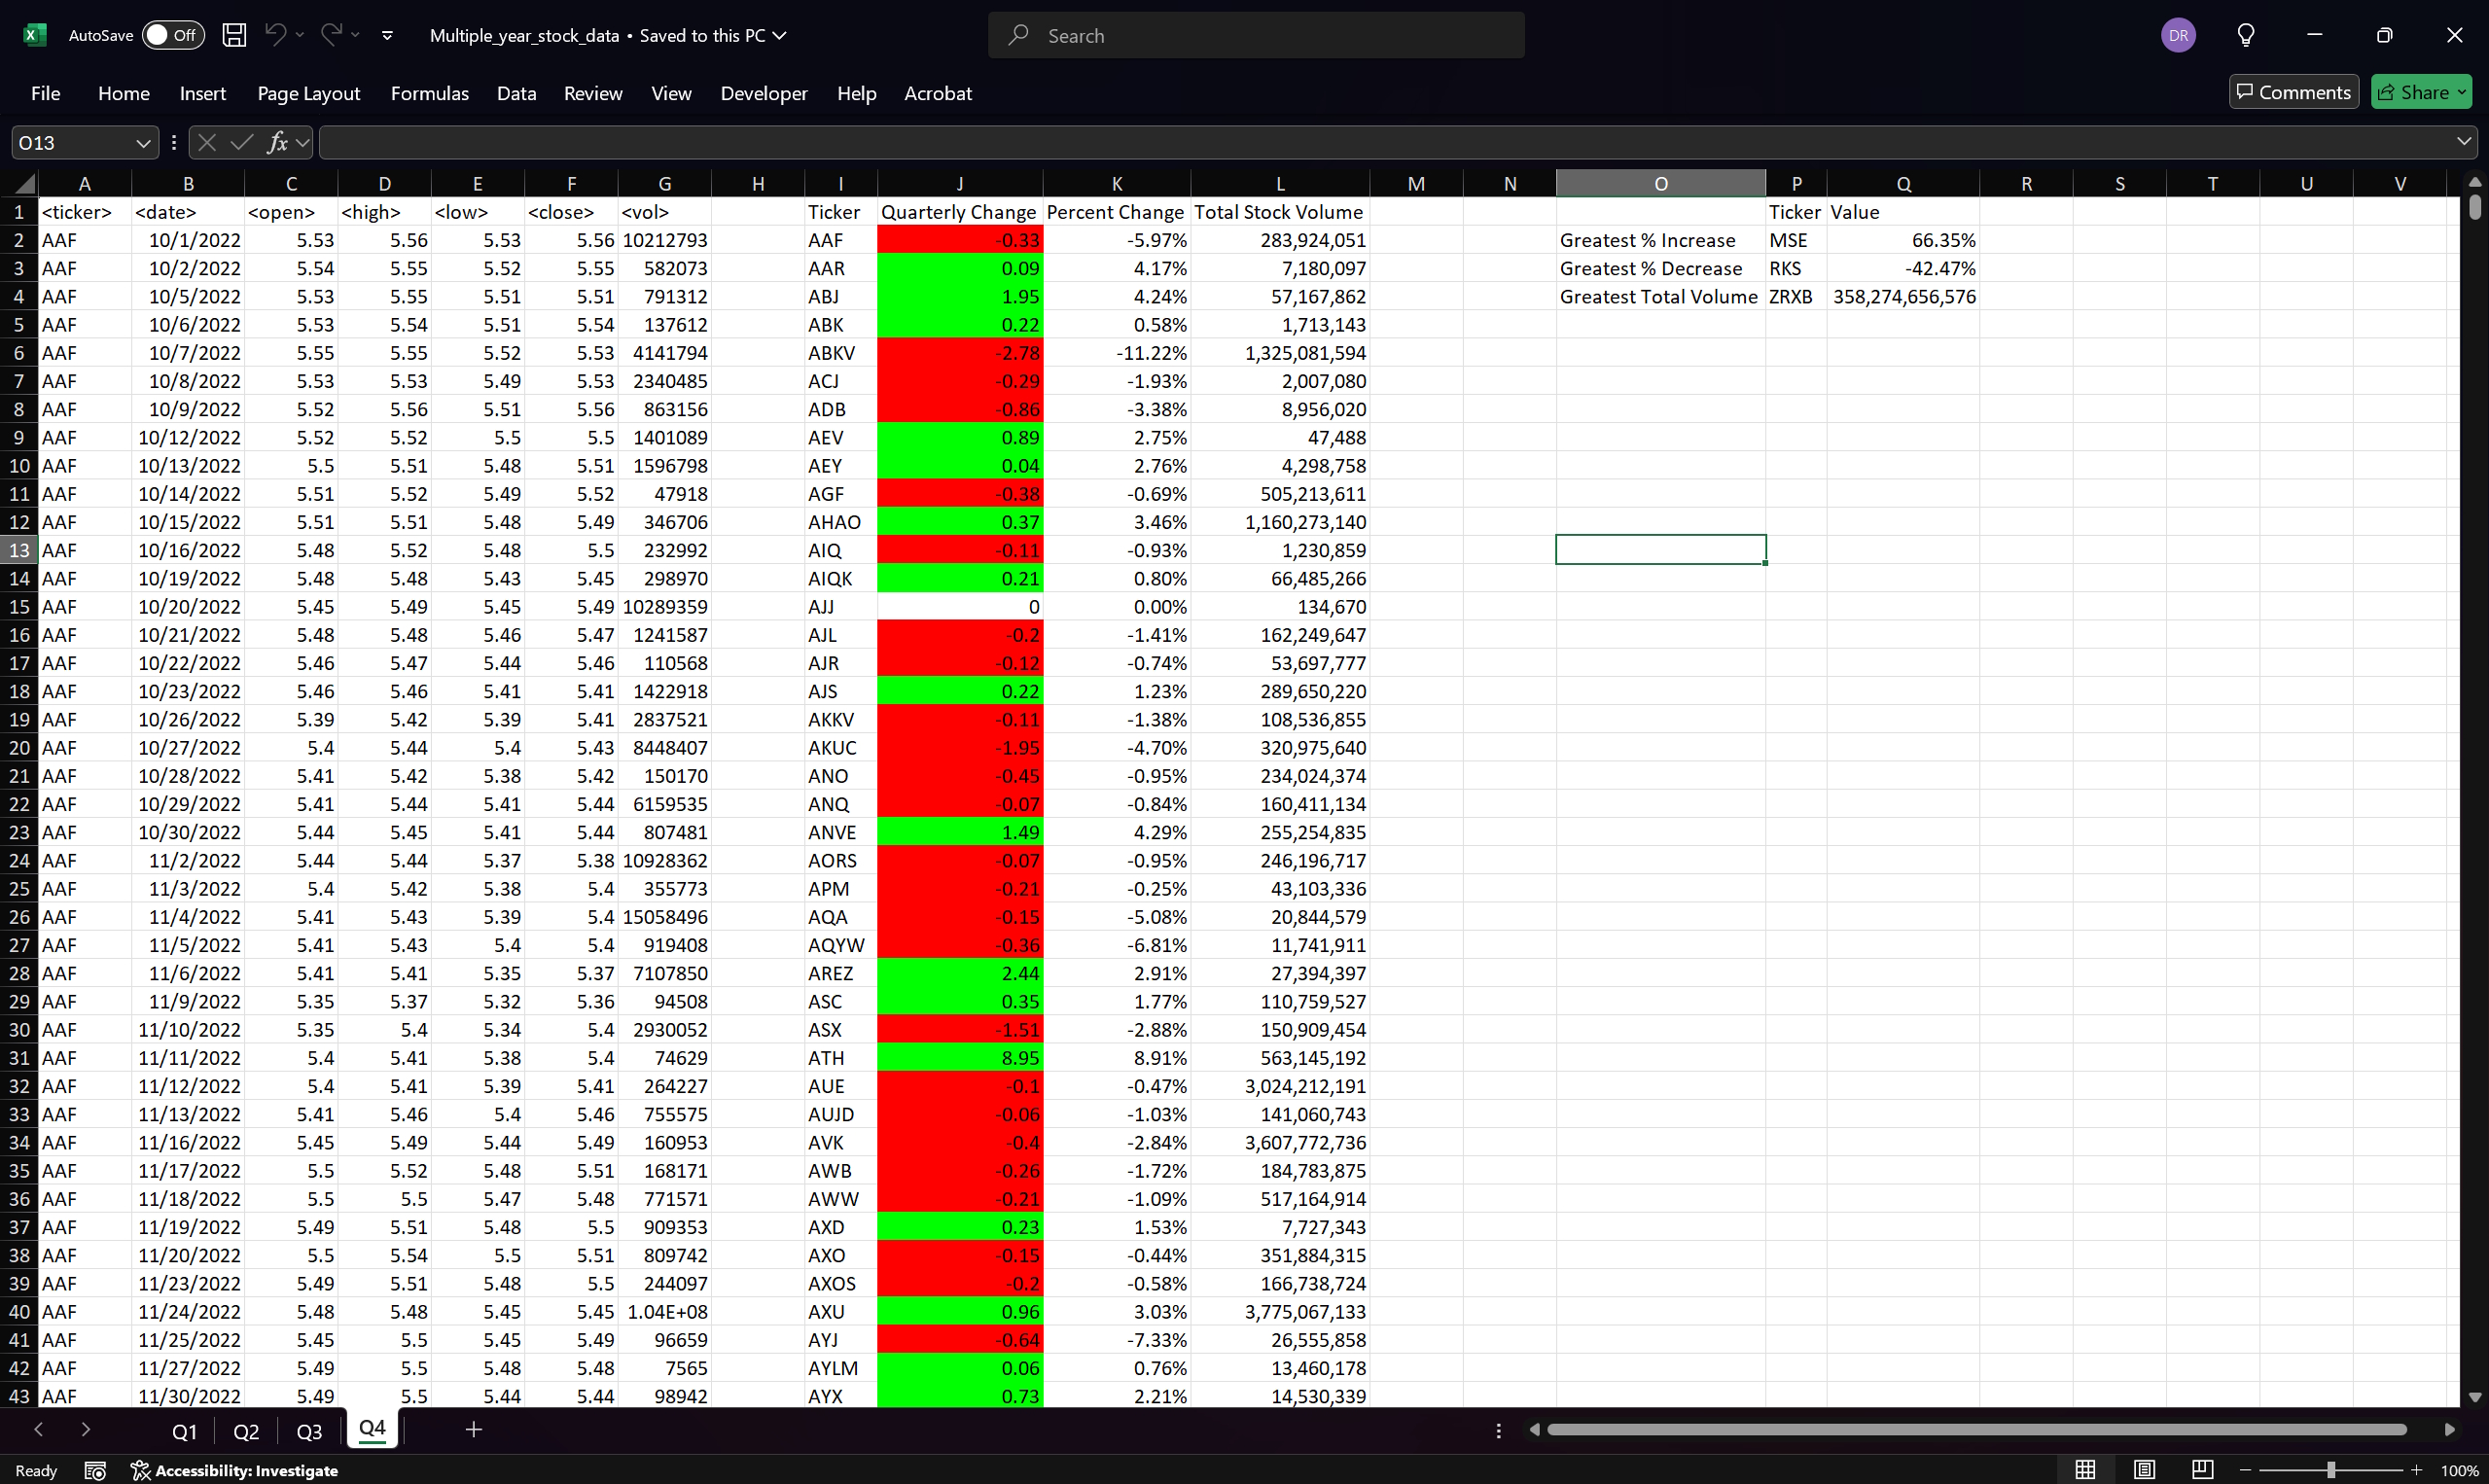 AutoSave Off Multiple_year_stock_data • Saved to this PC Search DR
File Home Insert Page Layout Formulas Data Review View Developer Help Acrobat Comments Share
O13 fx
A B C D E F G H I J K L M N O P Q R S T U V
1 <ticker> <date> <open> <high> <low> <close> <vol> Ticker Quarterly Change Percent Change Total Stock Volume Ticker Value
2 AAF 10/1/2022 5.53 5.56 5.53 5.56 10212793 AAF -0.33 -5.97% 283,924,051 Greatest % Increase MSE 66.35%
3 AAF 10/2/2022 5.54 5.55 5.52 5.55 582073 AAR 0.09 4.17% 7,180,097 Greatest % Decrease RKS -42.47%
4 AAF 10/5/2022 5.53 5.55 5.51 5.51 791312 ABJ 1.95 4.24% 57,167,862 Greatest Total Volume ZRXB 358,274,656,576
5 AAF 10/6/2022 5.53 5.54 5.51 5.54 137612 ABK 0.22 0.58% 1,713,143
6 AAF 10/7/2022 5.55 5.55 5.52 5.53 4141794 ABKV -2.78 -11.22% 1,325,081,594
7 AAF 10/8/2022 5.53 5.53 5.49 5.53 2340485 ACJ -0.29 -1.93% 2,007,080
8 AAF 10/9/2022 5.52 5.56 5.51 5.56 863156 ADB -0.86 -3.38% 8,956,020
9 AAF 10/12/2022 5.52 5.52 5.5 5.5 1401089 AEV 0.89 2.75% 47,488
10 AAF 10/13/2022 5.5 5.51 5.48 5.51 1596798 AEY 0.04 2.76% 4,298,758
11 AAF 10/14/2022 5.51 5.52 5.49 5.52 47918 AGF -0.38 -0.69% 505,213,611
12 AAF 10/15/2022 5.51 5.51 5.48 5.49 346706 AHAO 0.37 3.46% 1,160,273,140
13 AAF 10/16/2022 5.48 5.52 5.48 5.5 232992 AIQ -0.11 -0.93% 1,230,859
14 AAF 10/19/2022 5.48 5.48 5.43 5.45 298970 AIQK 0.21 0.80% 66,485,266
15 AAF 10/20/2022 5.45 5.49 5.45 5.49 10289359 AJJ 0 0.00% 134,670
16 AAF 10/21/2022 5.48 5.48 5.46 5.47 1241587 AJL -0.2 -1.41% 162,249,647
17 AAF 10/22/2022 5.46 5.47 5.44 5.46 110568 AJR -0.12 -0.74% 53,697,777
18 AAF 10/23/2022 5.46 5.46 5.41 5.41 1422918 AJS 0.22 1.23% 289,650,220
19 AAF 10/26/2022 5.39 5.42 5.39 5.41 2837521 AKKV -0.11 -1.38% 108,536,855
20 AAF 10/27/2022 5.4 5.44 5.4 5.43 8448407 AKUC -1.95 -4.70% 320,975,640
21 AAF 10/28/2022 5.41 5.42 5.38 5.42 150170 ANO -0.45 -0.95% 234,024,374
22 AAF 10/29/2022 5.41 5.44 5.41 5.44 6159535 ANQ -0.07 -0.84% 160,411,134
23 AAF 10/30/2022 5.44 5.45 5.41 5.44 807481 ANVE 1.49 4.29% 255,254,835
24 AAF 11/2/2022 5.44 5.44 5.37 5.38 10928362 AORS -0.07 -0.95% 246,196,717
25 AAF 11/3/2022 5.4 5.42 5.38 5.4 355773 APM -0.21 -0.25% 43,103,336
26 AAF 11/4/2022 5.41 5.43 5.39 5.4 15058496 AQA -0.15 -5.08% 20,844,579
27 AAF 11/5/2022 5.41 5.43 5.4 5.4 919408 AQYW -0.36 -6.81% 11,741,911
28 AAF 11/6/2022 5.41 5.41 5.35 5.37 7107850 AREZ 2.44 2.91% 27,394,397
29 AAF 11/9/2022 5.35 5.37 5.32 5.36 94508 ASC 0.35 1.77% 110,759,527
30 AAF 11/10/2022 5.35 5.4 5.34 5.4 2930052 ASX -1.51 -2.88% 150,909,454
31 AAF 11/11/2022 5.4 5.41 5.38 5.4 74629 ATH 8.95 8.91% 563,145,192
32 AAF 11/12/2022 5.4 5.41 5.39 5.41 264227 AUE -0.1 -0.47% 3,024,212,191
33 AAF 11/13/2022 5.41 5.46 5.4 5.46 755575 AUJD -0.06 -1.03% 141,060,743
34 AAF 11/16/2022 5.45 5.49 5.44 5.49 160953 AVK -0.4 -2.84% 3,607,772,736
35 AAF 11/17/2022 5.5 5.52 5.48 5.51 168171 AWB -0.26 -1.72% 184,783,875
36 AAF 11/18/2022 5.5 5.5 5.47 5.48 771571 AWW -0.21 -1.09% 517,164,914
37 AAF 11/19/2022 5.49 5.51 5.48 5.5 909353 AXD 0.23 1.53% 7,727,343
38 AAF 11/20/2022 5.5 5.54 5.5 5.51 809742 AXO -0.15 -0.44% 351,884,315
39 AAF 11/23/2022 5.49 5.51 5.48 5.5 244097 AXOS -0.2 -0.58% 166,738,724
40 AAF 11/24/2022 5.48 5.48 5.45 5.45 1.04E+08 AXU 0.96 3.03% 3,775,067,133
41 AAF 11/25/2022 5.45 5.5 5.45 5.49 96659 AYJ -0.64 -7.33% 26,555,858
42 AAF 11/27/2022 5.49 5.5 5.48 5.48 7565 AYLM 0.06 0.76% 13,460,178
43 AAF 11/30/2022 5.49 5.5 5.44 5.44 98942 AYX 0.73 2.21% 14,530,339
Q1 Q2 Q3 Q4
Ready Accessibility: Investigate 100%